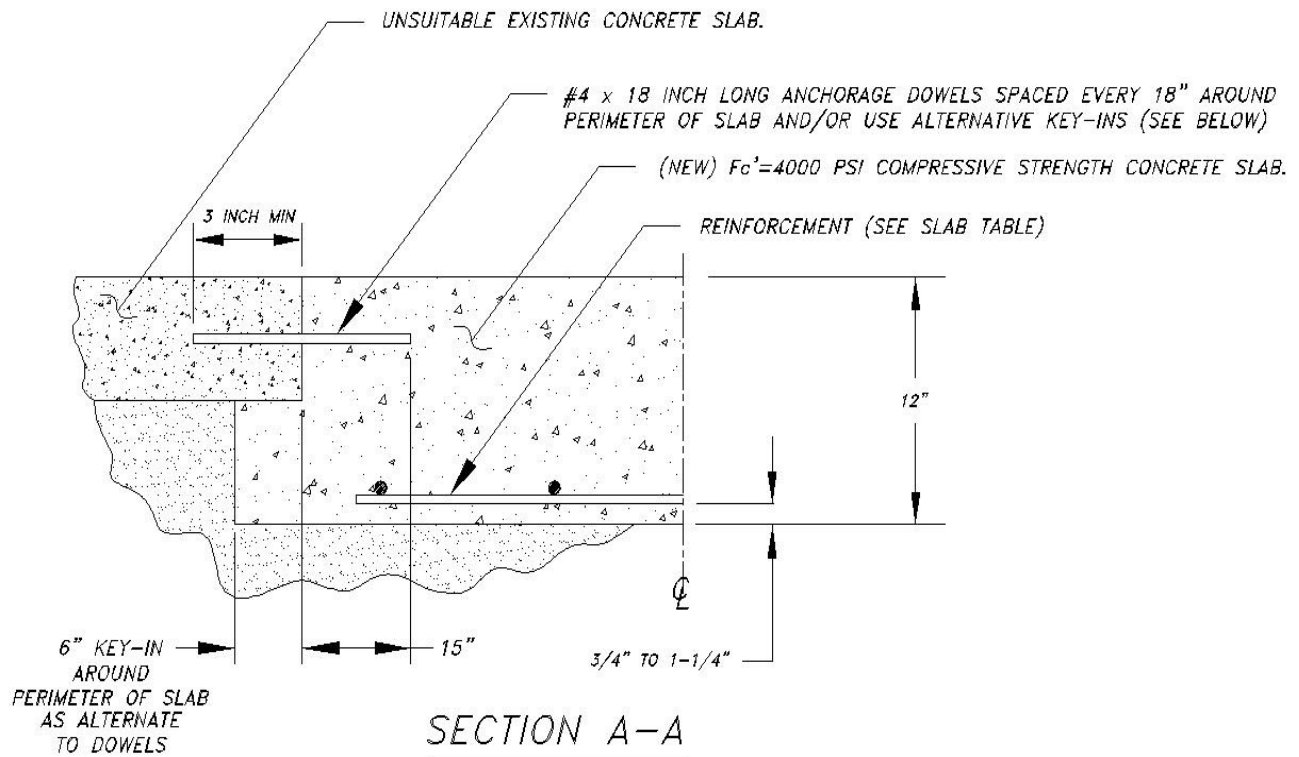 UNSUITABLE EXISTING CONCRETE SLAB.
#4 x 18 INCH LONG ANCHORAGE DOWELS SPACED EVERY 18" AROUND
PERIMETER OF SLAB AND/OR USE ALTERNATIVE KEY-INS (SEE BELOW)
(NEW) Fc'=4000 PSI COMPRESSIVE STRENGTH CONCRETE SLAB.
3 INCH MIN
REINFORCEMENT (SEE SLAB TABLE)
12"
℄
6" KEY-IN
AROUND
PERIMETER OF SLAB
AS ALTERNATE
TO DOWELS
15"
3/4" TO 1-1/4"
SECTION A-A